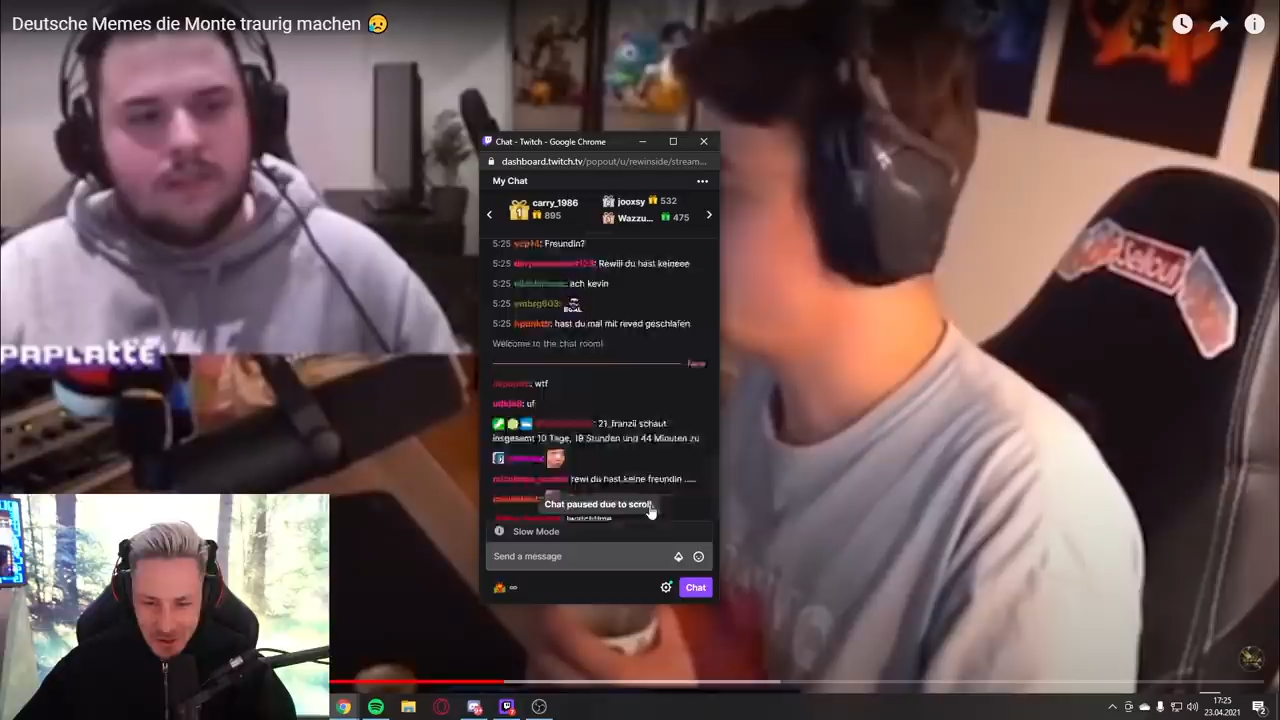 Deutsche Memes die Monte traurig machen 😥
Chat - Twitch - Google Chrome
dashboard.twitch.tv/popout/u/rewinside/stream...
My Chat
carry_1986
895
jooxsy 532
Wazzu... 475
5:25 Freundin?
5:25 Rewiii du hast keineee
5:25 ach kevin
5:25
5:25 hast du mal mit reved geschlafen
Welcome to the chat room!
New
: wtf
: uf
: 21_franzii schaut
insgesamt 10 Tage, 19 Stunden und 44 Minuten zu
rewi du hast keine freundin .....
Chat paused due to scroll
Slow Mode
Send a message
Chat
PAPLATTE
Sellout
17:25
23.04.2021